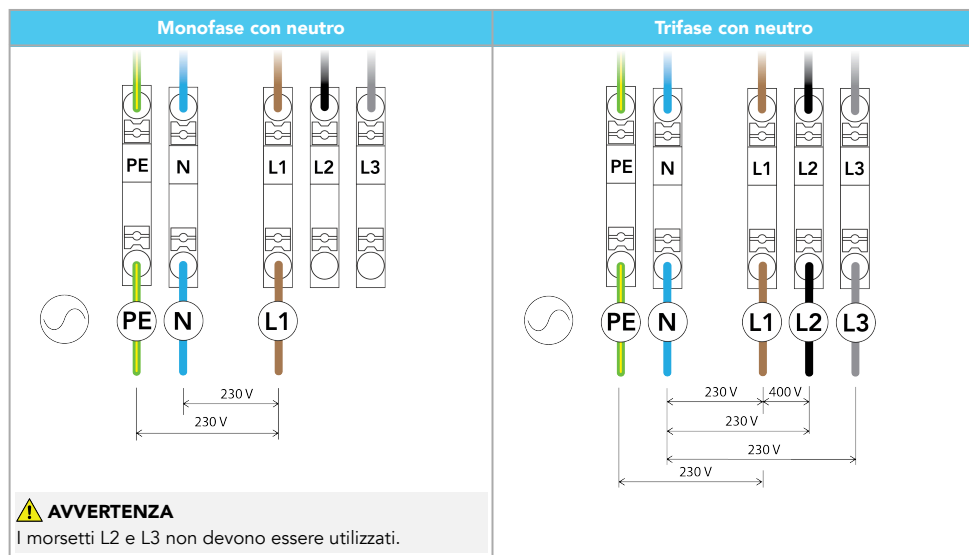 Monofase con neutro
PE N L1 L2 L3
PE N L1
230 V
230 V
AVVERTENZA
I morsetti L2 e L3 non devono essere utilizzati.
Trifase con neutro
PE N L1 L2 L3
PE N L1 L2 L3
230 V 400 V
230 V
230 V
230 V